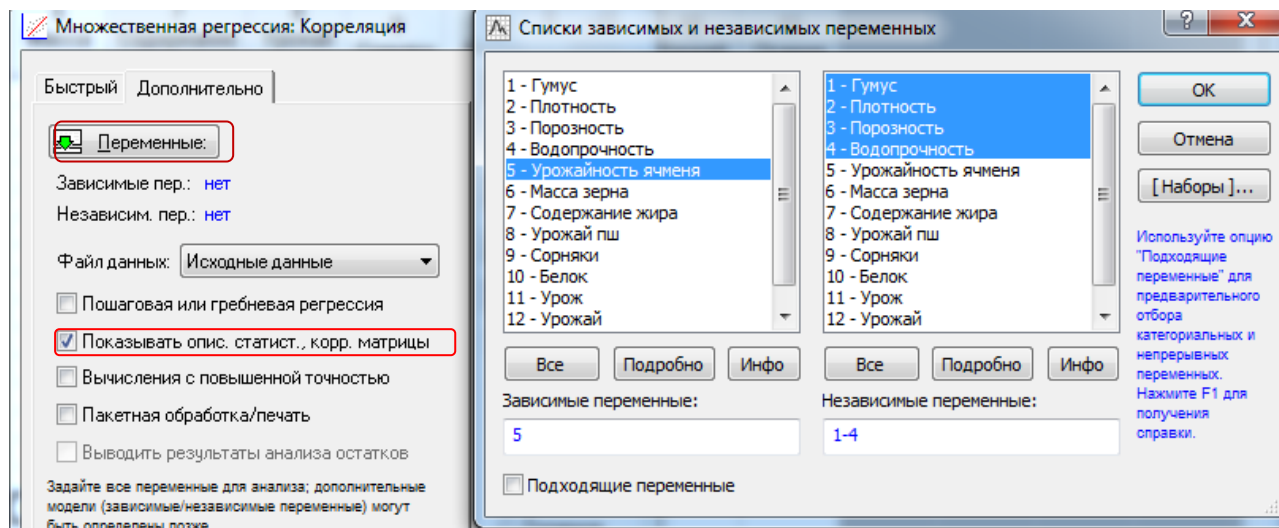 Множественная регрессия: Корреляция
Быстрый
Дополнительно
Переменные:
Зависимые пер.: нет
Независим. пер.: нет
Файл данных: Исходные данные
Пошаговая или гребневая регрессия
Показывать опис. статист., корр. матрицы
Вычисления с повышенной точностью
Пакетная обработка/печать
Выводить результаты анализа остатков
Задайте все переменные для анализа; дополнительные
модели (зависимые/независимые переменные) могут
быть определены позже
Списки зависимых и независимых переменных
1 - Гумус
2 - Плотность
3 - Порозность
4 - Водопрочность
5 - Урожайность ячменя
6 - Масса зерна
7 - Содержание жира
8 - Урожай пш
9 - Сорняки
10 - Белок
11 - Урож
12 - Урожай
Все
Подробно
Инфо
Зависимые переменные:
5
Подходящие переменные
1 - Гумус
2 - Плотность
3 - Порозность
4 - Водопрочность
5 - Урожайность ячменя
6 - Масса зерна
7 - Содержание жира
8 - Урожай пш
9 - Сорняки
10 - Белок
11 - Урож
12 - Урожай
Все
Подробно
Инфо
Независимые переменные:
1-4
?
X
OK
Отмена
[ Наборы ]...
Используйте опцию
"Подходящие
переменные" для
предварительного
отбора
категориальных и
непрерывных
переменных.
Нажмите F1 для
получения
справки.